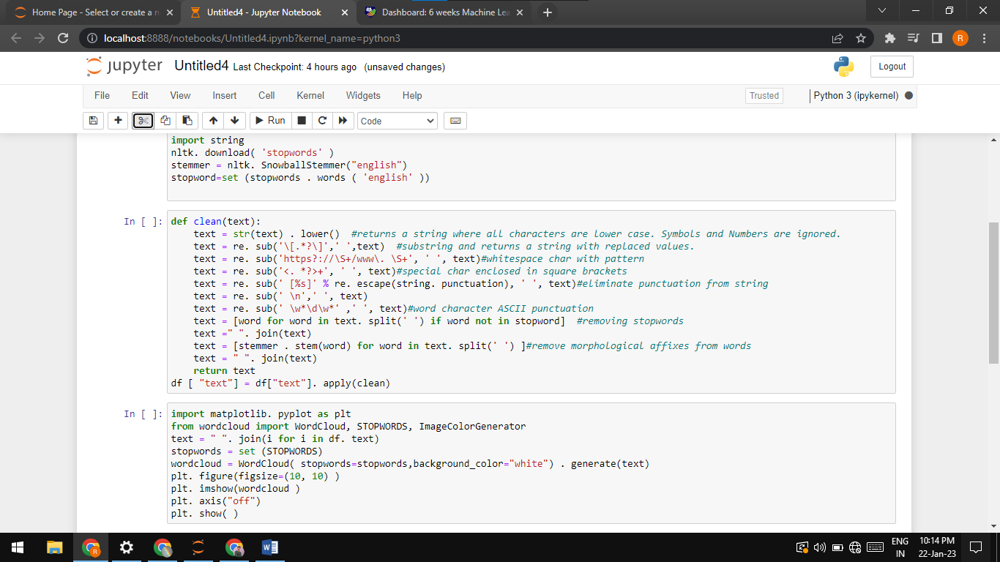 Home Page - Select or create a n
Untitled4 - Jupyter Notebook
Dashboard: 6 weeks Machine Lea
localhost:8888/notebooks/Untitled4.ipynb?kernel_name=python3
R
jupyter Untitled4 Last Checkpoint: 4 hours ago (unsaved changes)
Logout
File Edit View Insert Cell Kernel Widgets Help
Trusted
Python 3 (ipykernel)
Run
Code
import string
nltk. download( 'stopwords' )
stemmer = nltk. SnowballStemmer("english")
stopword=set (stopwords . words ( 'english' ))
In [ ]:
def clean(text):
    text = str(text) . lower()  #returns a string where all characters are lower case. Symbols and Numbers are ignored.
    text = re. sub('\[.*?\]',' ',text)  #substring and returns a string with replaced values.
    text = re. sub('https?://\S+/www\. \S+', ' ', text)#whitespace char with pattern
    text = re. sub('<. *?>+', ' ', text)#special char enclosed in square brackets
    text = re. sub(' [%s]' % re. escape(string. punctuation), ' ', text)#eliminate punctuation from string
    text = re. sub(' \n',' ', text)
    text = re. sub(' \w*\d\w*' ,' ', text)#word character ASCII punctuation
    text = [word for word in text. split(' ') if word not in stopword]  #removing stopwords
    text =" ". join(text)
    text = [stemmer . stem(word) for word in text. split(' ') ]#remove morphological affixes from words
    text = " ". join(text)
    return text
df [ "text"] = df["text"]. apply(clean)
In [ ]:
import matplotlib. pyplot as plt
from wordcloud import WordCloud, STOPWORDS, ImageColorGenerator
text = " ". join(i for i in df. text)
stopwords = set (STOPWORDS)
wordcloud = WordCloud( stopwords=stopwords,background_color="white") . generate(text)
plt. figure(figsize=(10, 10) )
plt. imshow(wordcloud )
plt. axis("off")
plt. show( )
R
W
ENG
IN
10:14 PM
22-Jan-23